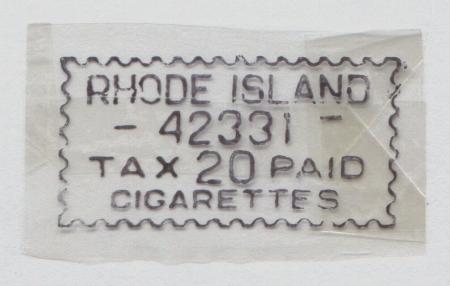 RHODE ISLAND
- 42331 -
TAX 20 PAID
CIGARETTES